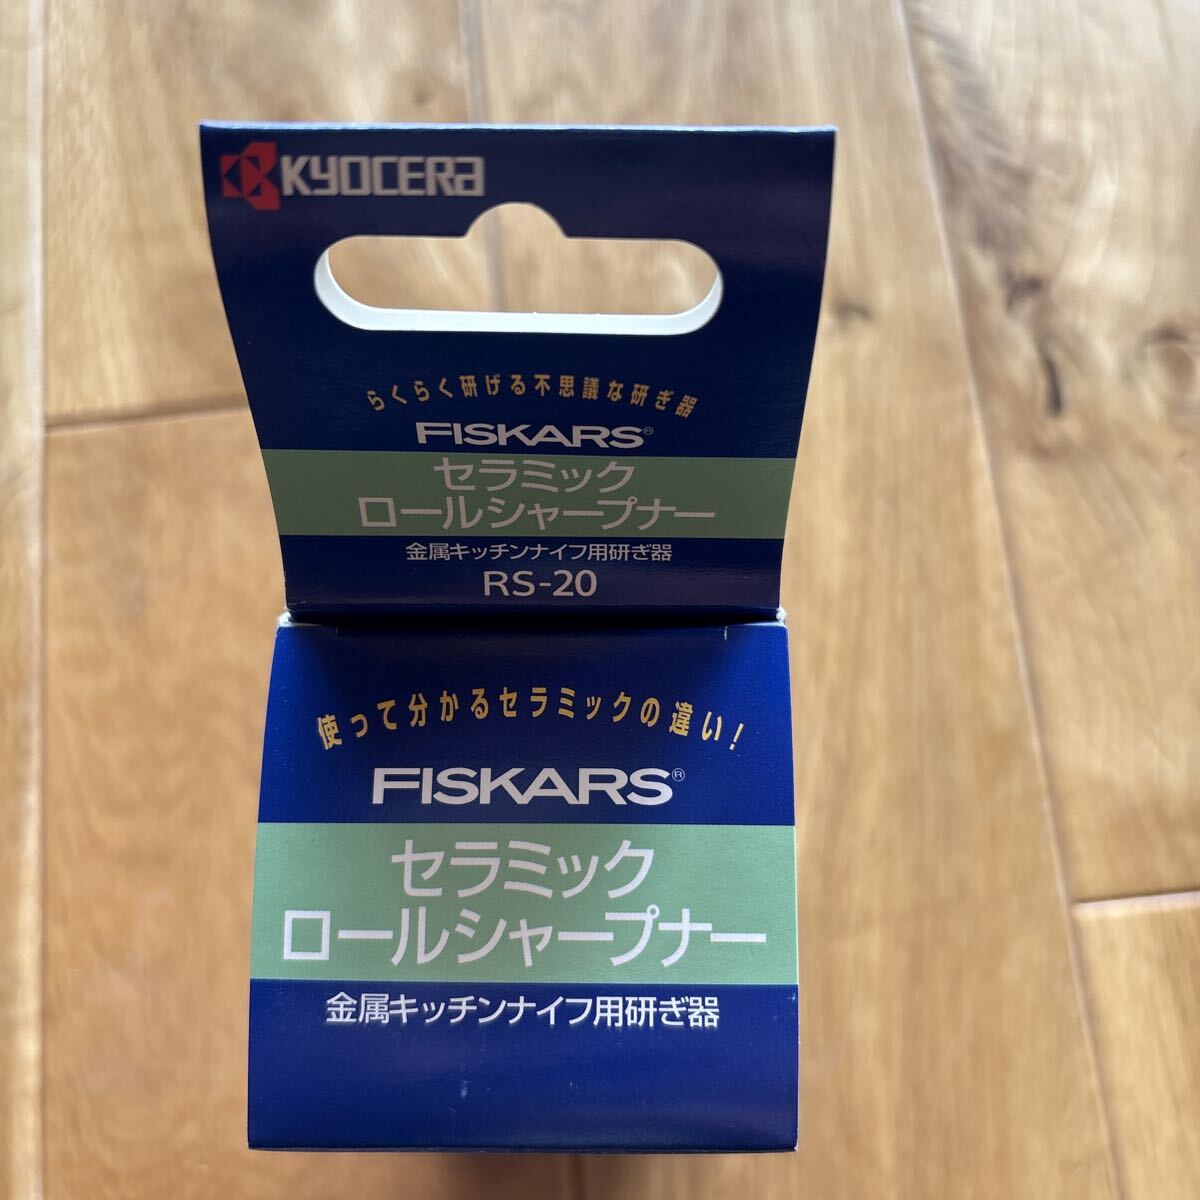 KYOCERA
らくらく研げる不思議な研ぎ器
FISKARS®
セラミック
ロールシャープナー
金属キッチンナイフ用研ぎ器
RS-20
使って分かるセラミックの違い!
FISKARS®
セラミック
ロールシャープナー
金属キッチンナイフ用研ぎ器